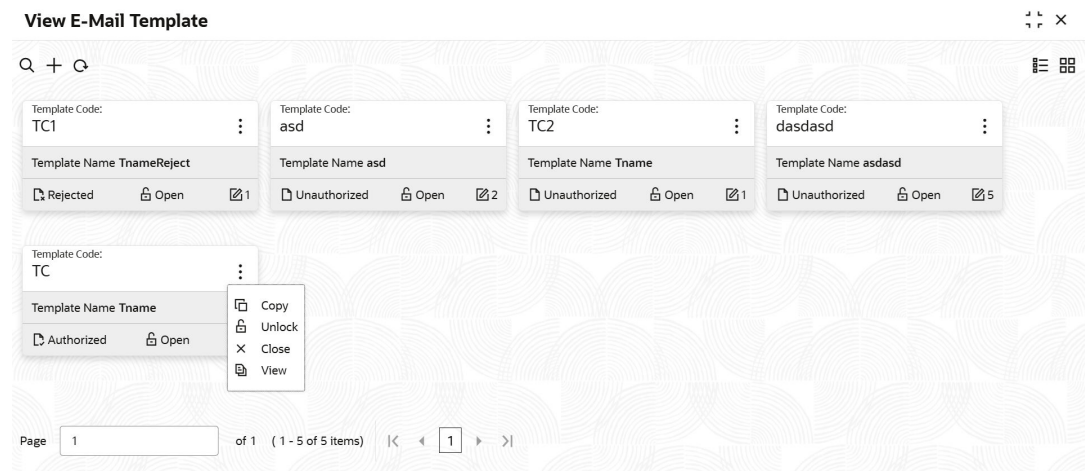 View E-Mail Template
Template Code:
TC1
Template Name TnameReject
Rejected Open 1
Template Code:
asd
Template Name asd
Unauthorized Open 2
Template Code:
TC2
Template Name Tname
Unauthorized Open 1
Template Code:
dasdasd
Template Name asdasd
Unauthorized Open 5
Template Code:
TC
Template Name Tname
Authorized Open
Copy
Unlock
Close
View
Page 1 of 1 ( 1 - 5 of 5 items) 1